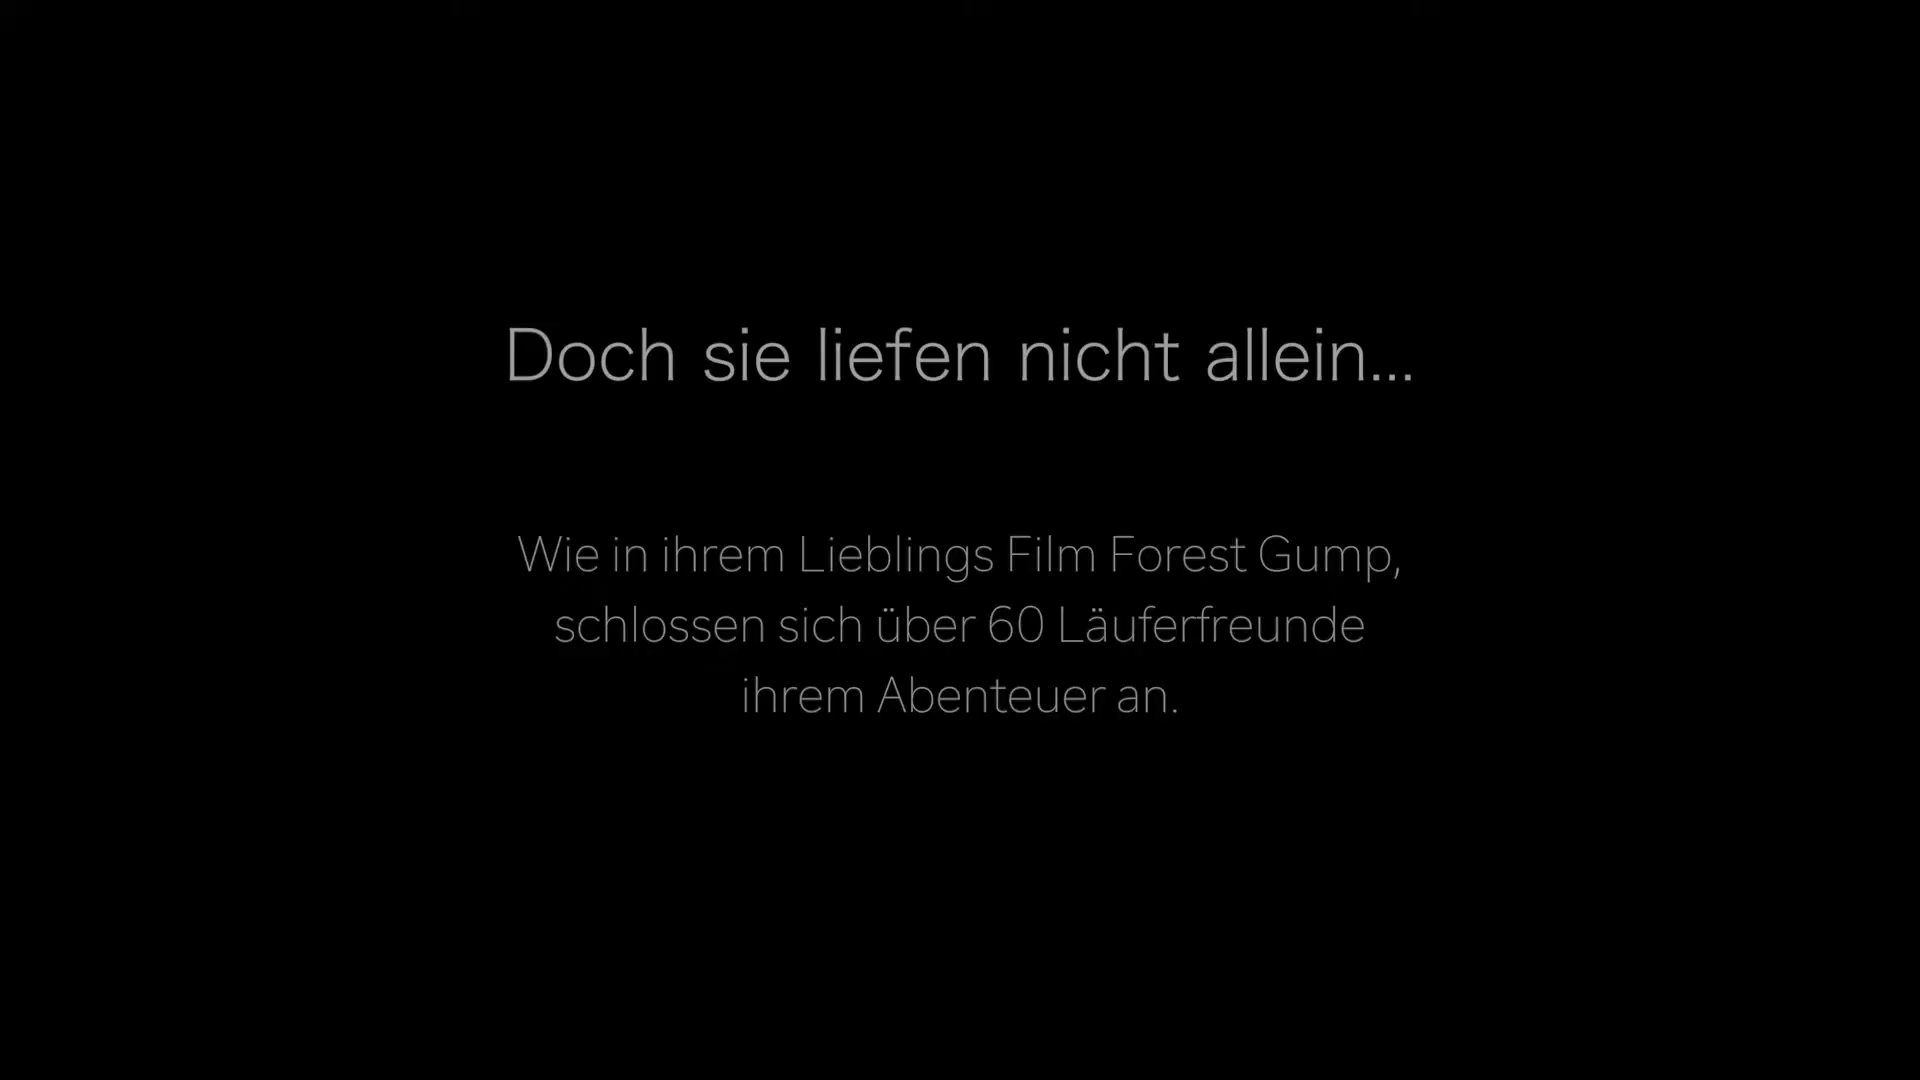 Doch sie liefen nicht allein...
Wie in ihrem Lieblings Film Forest Gump,
schlossen sich über 60 Läuferfreunde
ihrem Abenteuer an.